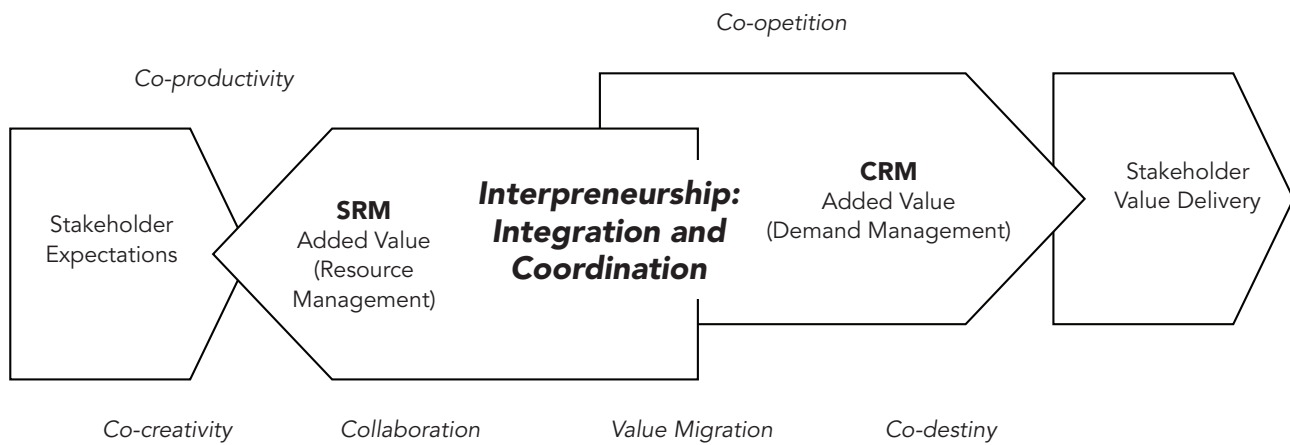 Co-opetition
Co-productivity
Stakeholder
Expectations
SRM
Added Value
(Resource
Management)
Interpreneurship:
Integration and
Coordination
CRM
Added Value
(Demand Management)
Stakeholder
Value Delivery
Co-creativity
Collaboration
Value Migration
Co-destiny